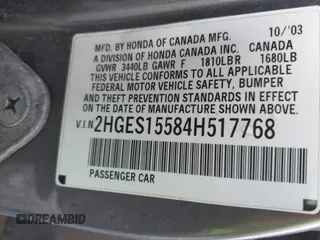 10/'03
MFD. BY HONDA OF CANADA MFG.
A DIVISION OF HONDA CANADA INC. CANADA
GVWR 3440LB GAWR F 1810LB R 1680LB
THIS VEHICLE CONFORMS TO ALL APPLICABLE
FEDERAL MOTOR VEHICLE SAFETY, BUMPER
AND THEFT PREVENTION STANDARDS IN EFFECT
ON THE DATE OF MANUFACTURE SHOWN ABOVE.
V.I.N 2HGES15584H517768
PASSENGER CAR
DREAMBID